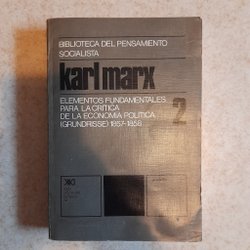 BIBLIOTECA DEL PENSAMIENTO
SOCIALISTA
karl marx
ELEMENTOS FUNDAMENTALES
PARA LA CRITICA
DE LA ECONOMIA POLITICA
(GRUNDRISSE) 1857-1858
2